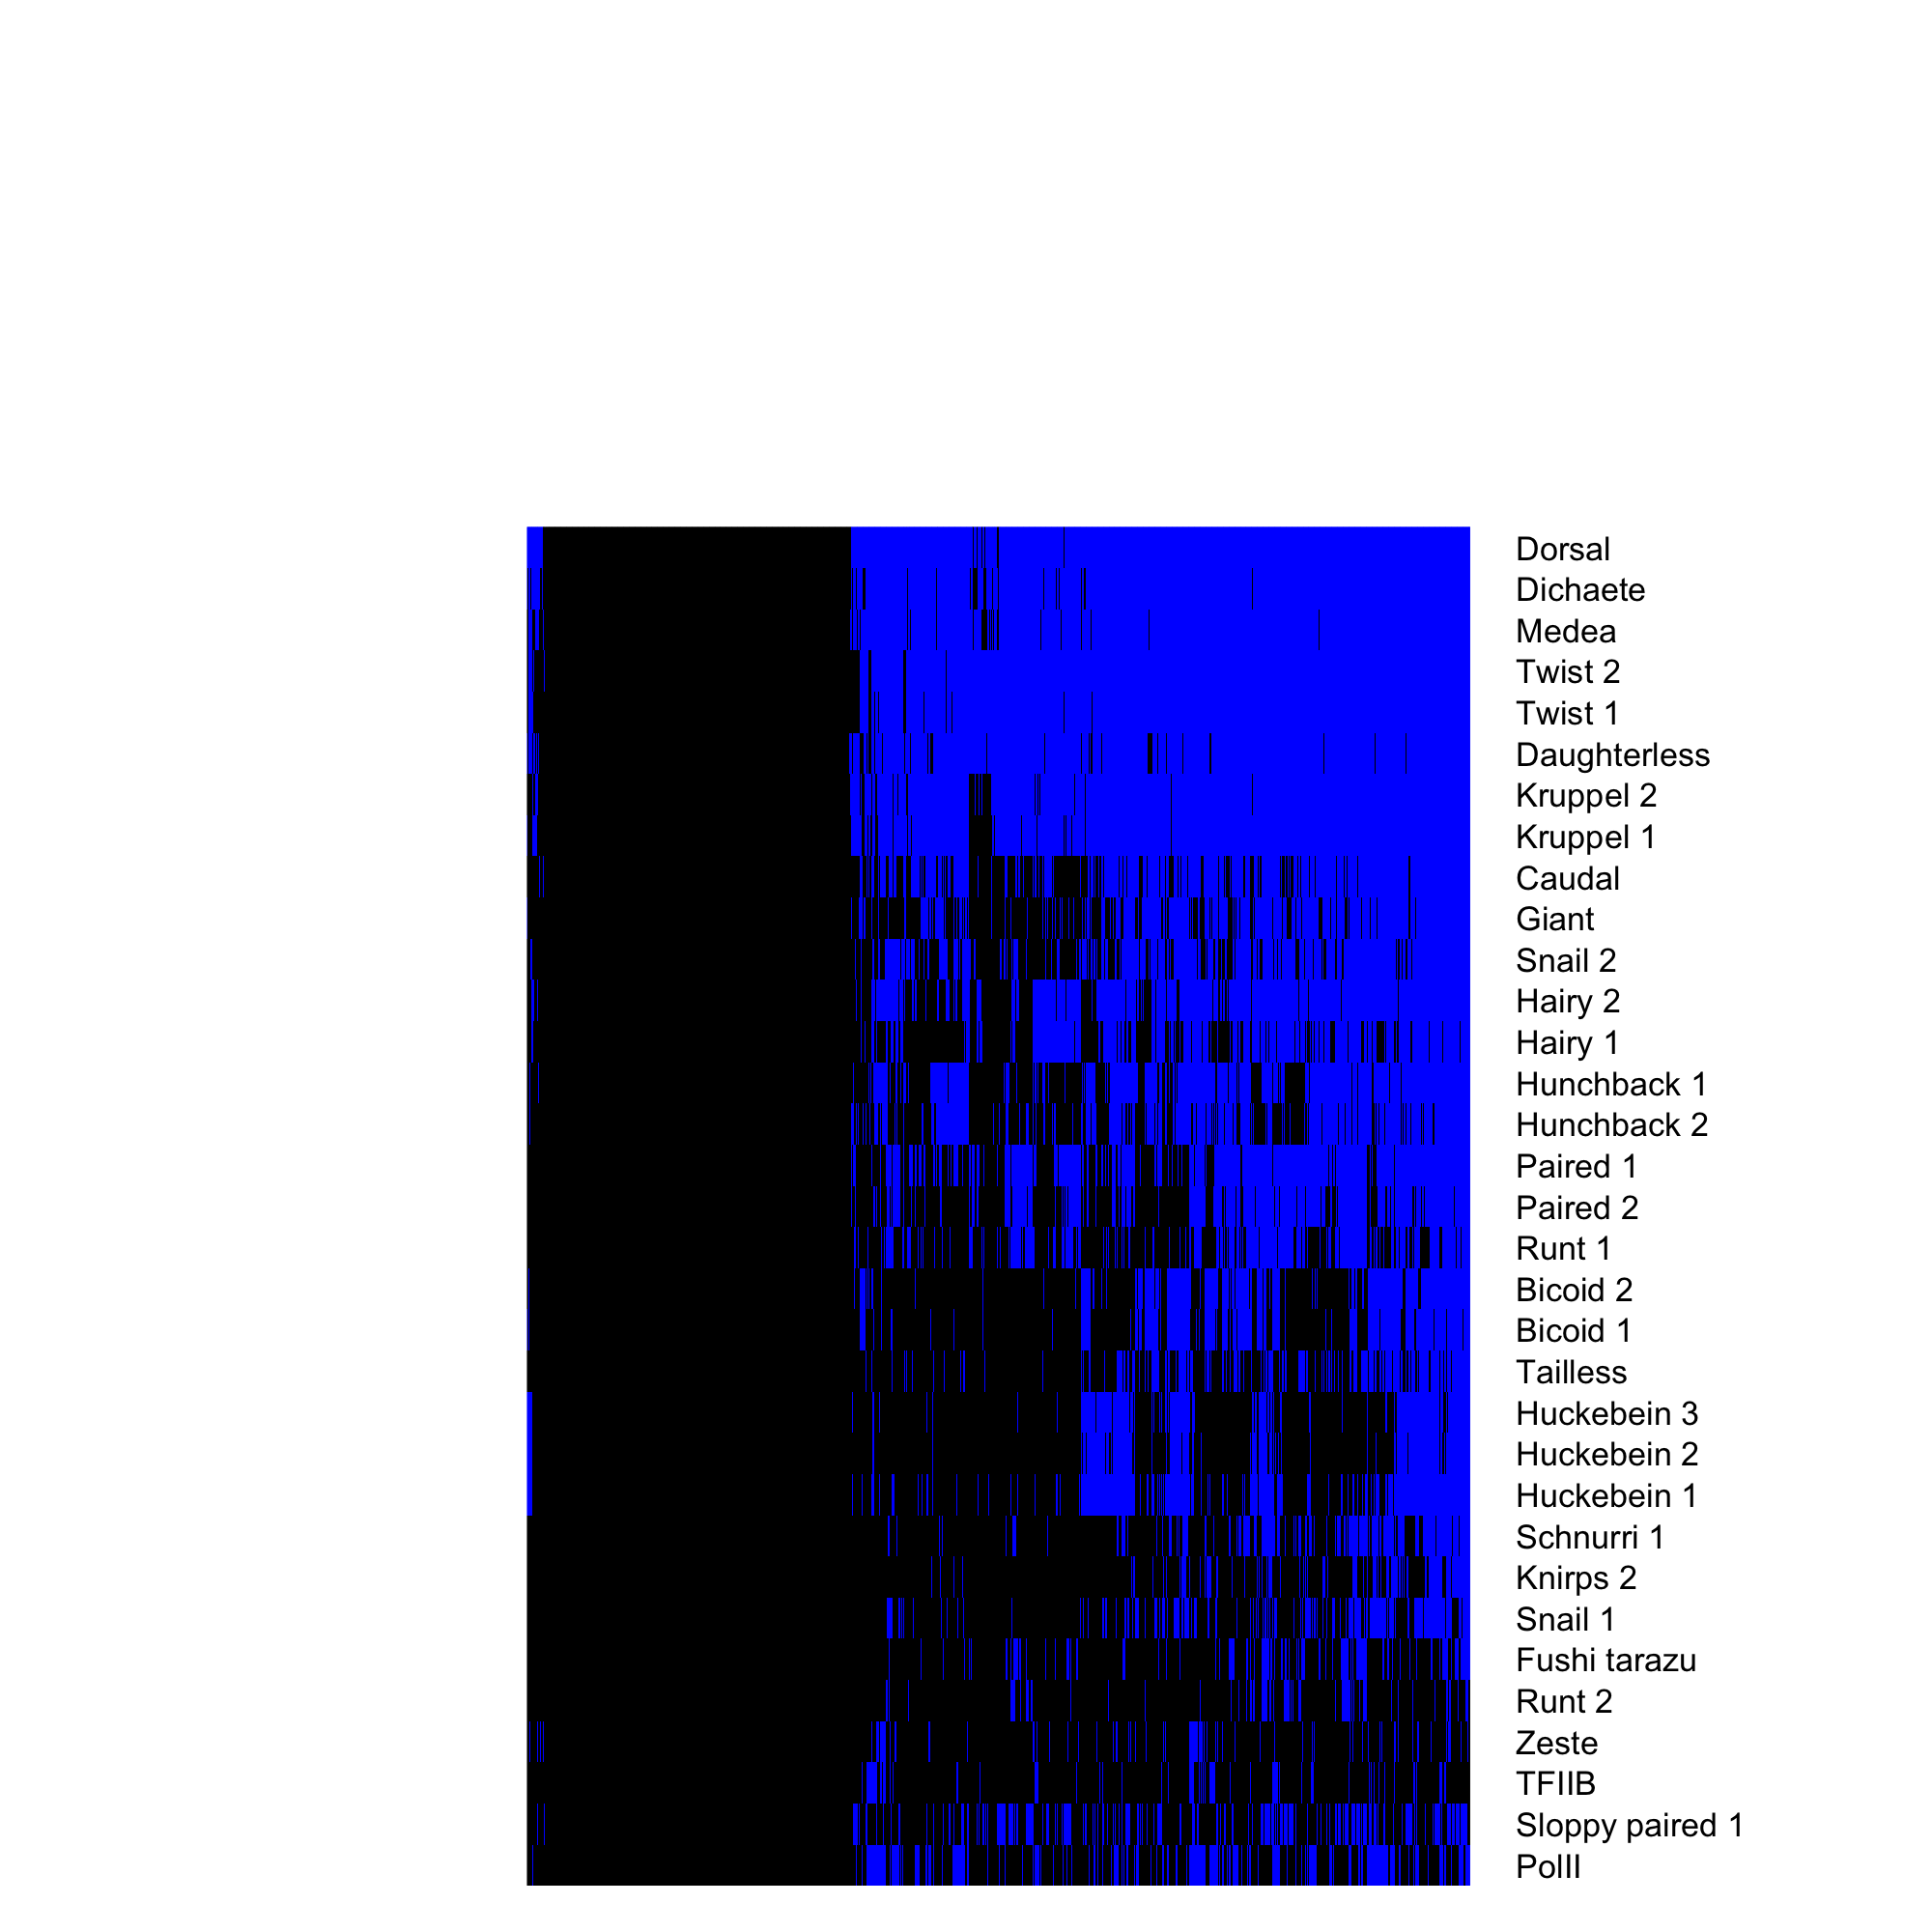 Dorsal
Dichaete
Medea
Twist 2
Twist 1
Daughterless
Kruppel 2
Kruppel 1
Caudal
Giant
Snail 2
Hairy 2
Hairy 1
Hunchback 1
Hunchback 2
Paired 1
Paired 2
Runt 1
Bicoid 2
Bicoid 1
Tailless
Huckebein 3
Huckebein 2
Huckebein 1
Schnurri 1
Knirps 2
Snail 1
Fushi tarazu
Runt 2
Zeste
TFIIB
Sloppy paired 1
PolII